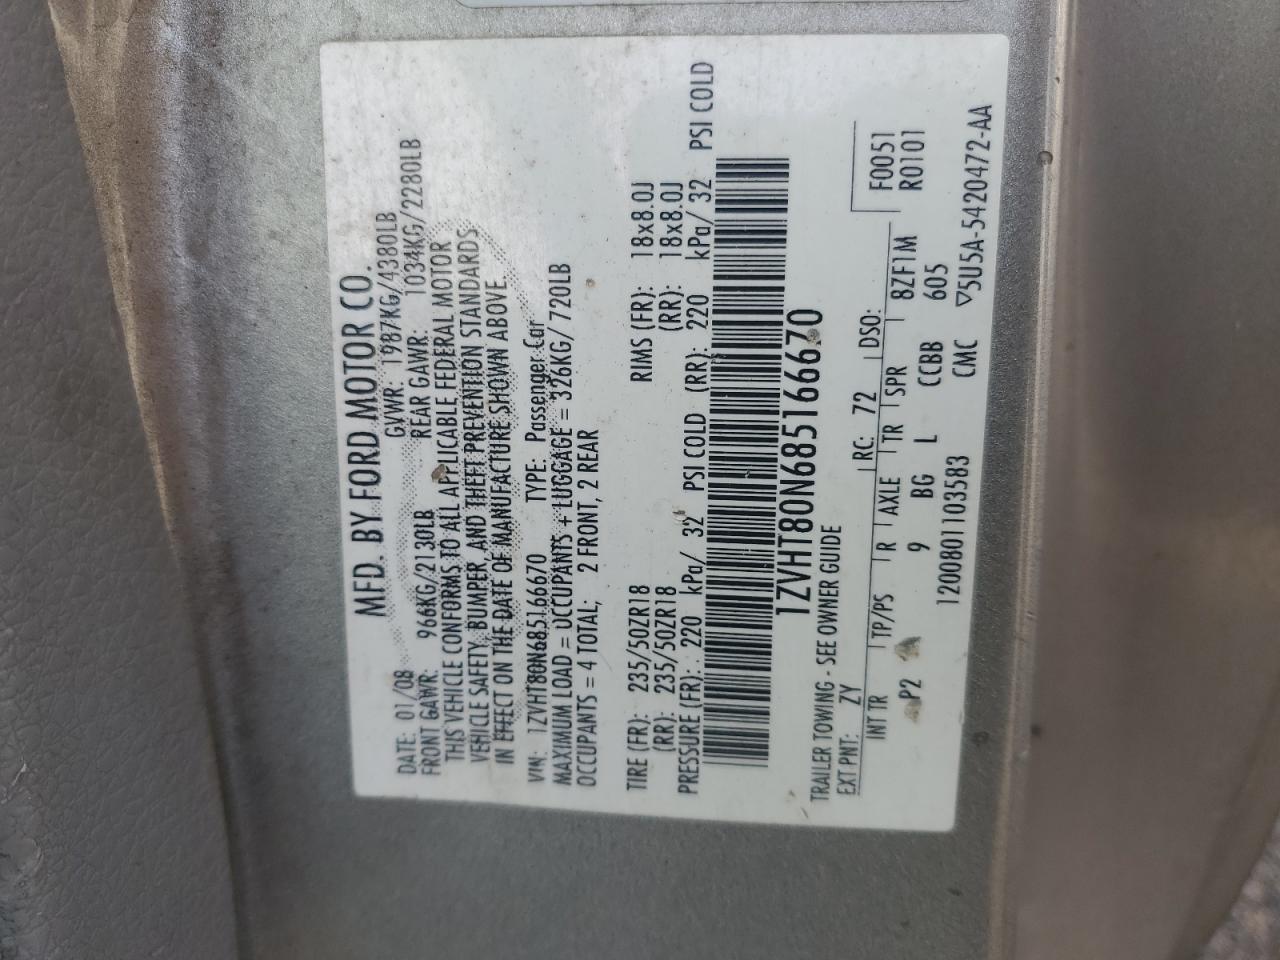 MFD. BY FORD MOTOR CO.
DATE: 01/08 GVWR: 1987KG/4380LB
FRONT GAWR: 966KG/2130LB REAR GAWR: 1034KG/2280LB
THIS VEHICLE CONFORMS TO ALL APPLICABLE FEDERAL MOTOR
VEHICLE SAFETY, BUMPER, AND THEFT PREVENTION STANDARDS
IN EFFECT ON THE DATE OF MANUFACTURE SHOWN ABOVE.
VIN: 1ZVHT80N685166670 TYPE: Passenger Car
MAXIMUM LOAD = OCCUPANTS + LUGGAGE = 326KG/720LB
OCCUPANTS = 4 TOTAL; 2 FRONT, 2 REAR
TIRE (FR): 235/50ZR18 RIMS (FR): 18x8.0J
(RR): 235/50ZR18 (RR): 18x8.0J
PRESSURE (FR): 220 kPa/ 32 PSI COLD (RR): 220 kPa/ 32 PSI COLD
1ZVHT80N685166670
TRAILER TOWING - SEE OWNER GUIDE
EXT PNT: ZY RC: 72 DSO: F0051
R0101
INT TR TP/PS R AXLE TR SPR 8ZF1M
P2 9 BG L CCBB 605
1200801103583 CMC ▽5U5A-5420472-AA